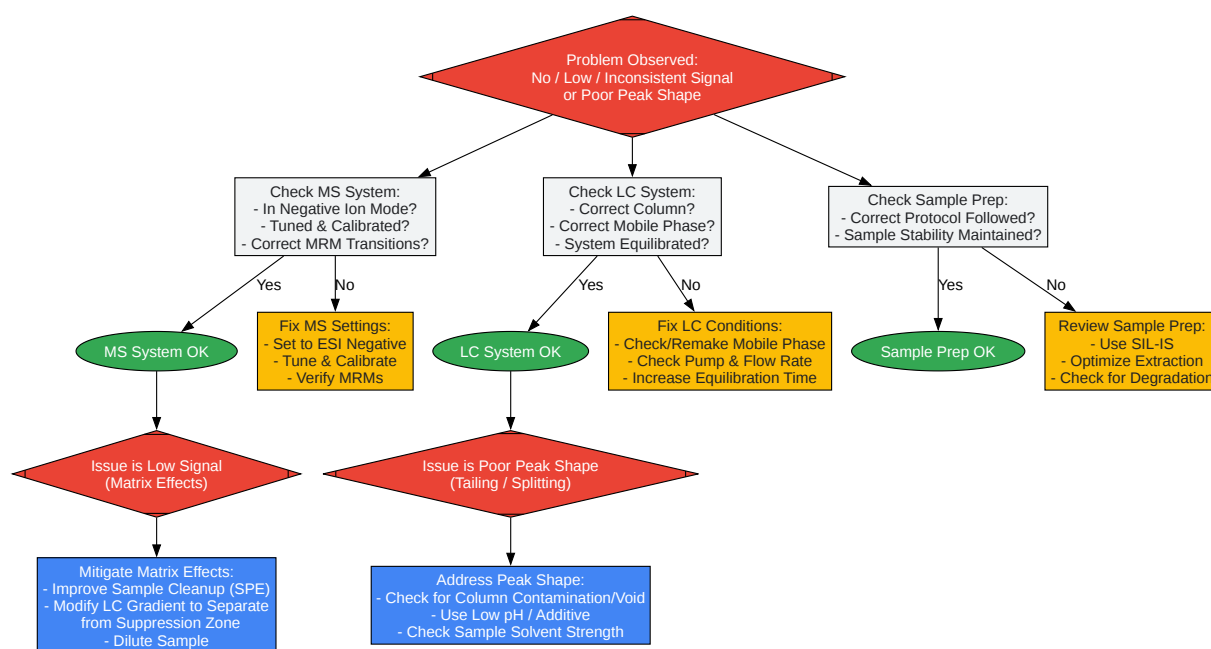 Problem Observed:
No / Low / Inconsistent Signal
or Poor Peak Shape
Check MS System:
- In Negative Ion Mode?
- Tuned & Calibrated?
- Correct MRM Transitions?
Check LC System:
- Correct Column?
- Correct Mobile Phase?
- System Equilibrated?
Check Sample Prep:
- Correct Protocol Followed?
- Sample Stability Maintained?
Yes
No
Yes
No
Yes
No
MS System OK
Fix MS Settings:
- Set to ESI Negative
- Tune & Calibrate
- Verify MRMs
LC System OK
Fix LC Conditions:
- Check/Remake Mobile Phase
- Check Pump & Flow Rate
- Increase Equilibration Time
Sample Prep OK
Review Sample Prep:
- Use SIL-IS
- Optimize Extraction
- Check for Degradation
Issue is Low Signal
(Matrix Effects)
Issue is Poor Peak Shape
(Tailing / Splitting)
Mitigate Matrix Effects:
- Improve Sample Cleanup (SPE)
- Modify LC Gradient to Separate
from Suppression Zone
- Dilute Sample
Address Peak Shape:
- Check for Column Contamination/Void
- Use Low pH / Additive
- Check Sample Solvent Strength